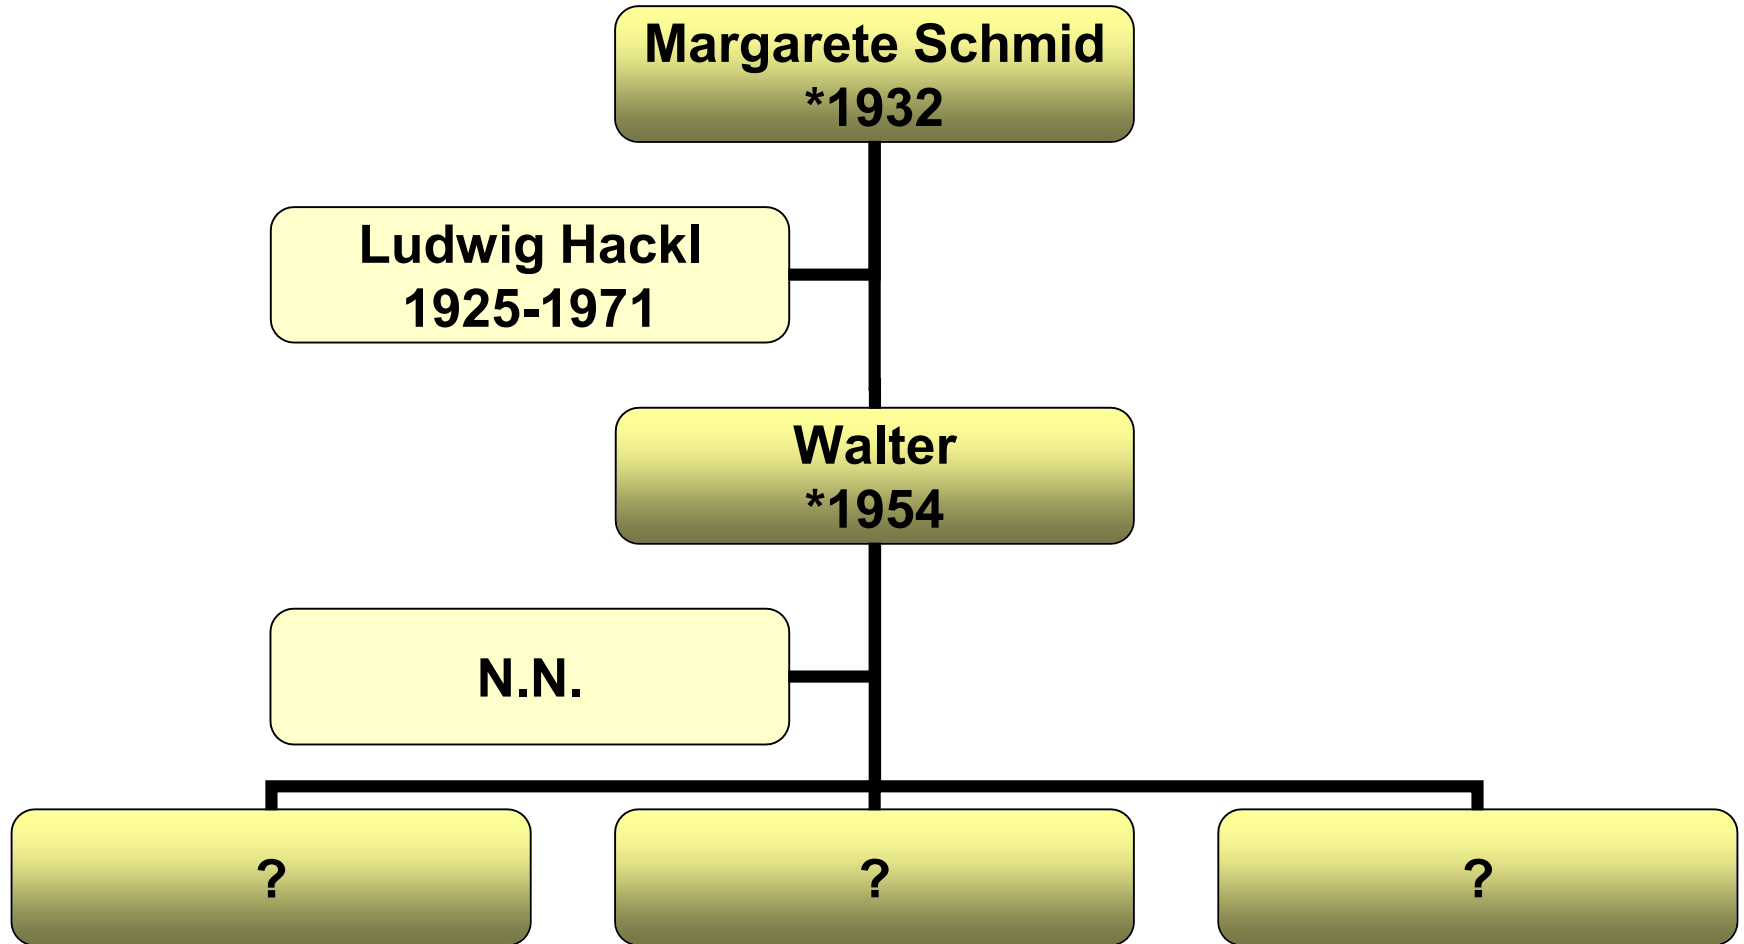 Margarete Schmid
*1932
Ludwig Hackl
1925-1971
Walter
*1954
N.N.
?
?
?